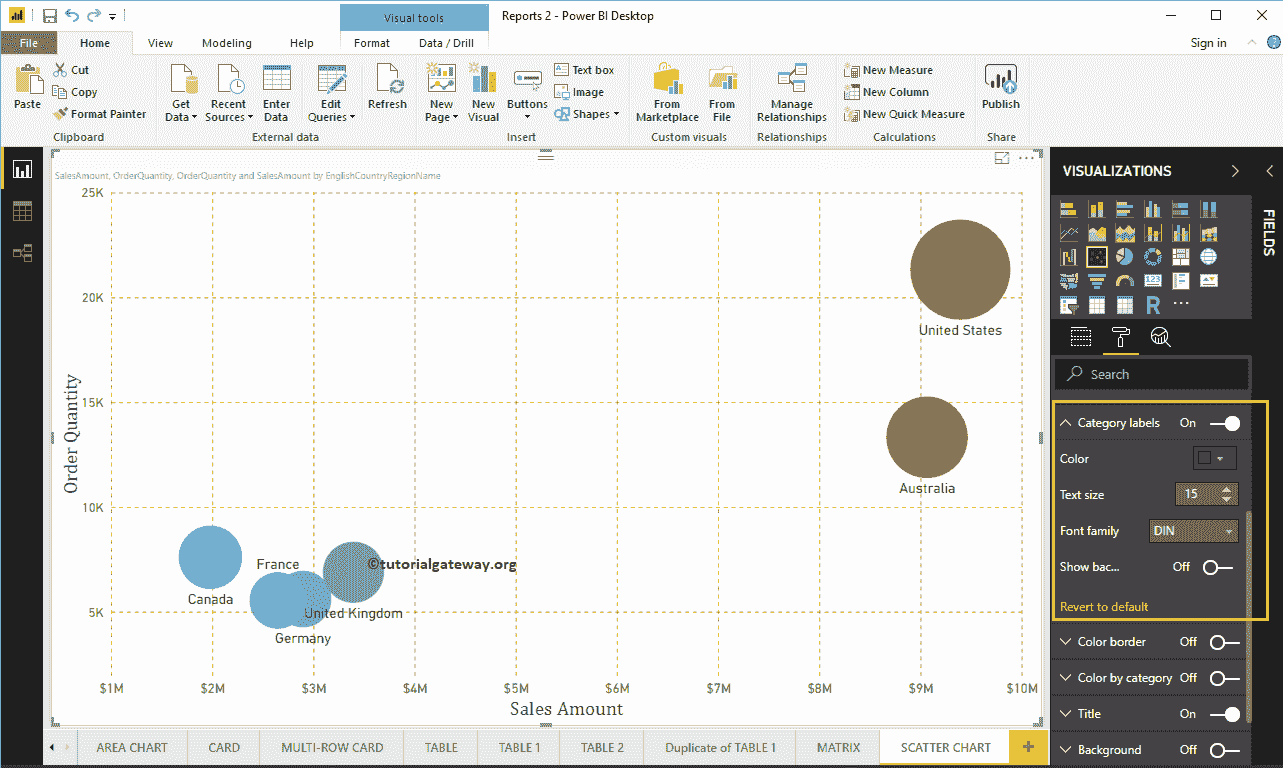 Visual tools
Reports 2 - Power BI Desktop
File Home View Modeling Help Format Data / Drill Sign in
Paste
Cut
Copy
Format Painter
Clipboard
Get Data
Recent Sources
Enter Data
Edit Queries
External data
Refresh
New Page
New Visual
Buttons
Text box
Image
Shapes
Insert
From Marketplace
From File
Custom visuals
Manage Relationships
Relationships
New Measure
New Column
New Quick Measure
Calculations
Publish
Share
SalesAmount, OrderQuantity, OrderQuantity and SalesAmount by EnglishCountryRegionName
25K
20K
15K
10K
5K
Order Quantity
United States
Australia
France
©tutorialgateway.org
Canada
United Kingdom
Germany
$1M $2M $3M $4M $5M $6M $7M $8M $9M $10M
Sales Amount
VISUALIZATIONS
FIELDS
123
R
Search
Category labels On
Color
Text size 15
Font family DIN
Show bac... Off
Revert to default
Color border Off
Color by category Off
Title On
Background Off
AREA CHART CARD MULTI-ROW CARD TABLE TABLE 1 TABLE 2 Duplicate of TABLE 1 MATRIX SCATTER CHART +